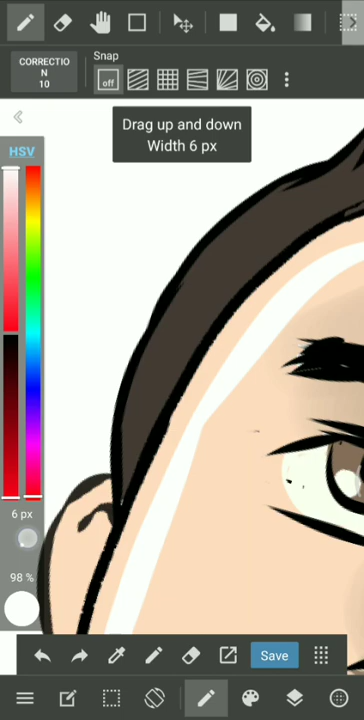 CORRECTIO
N
10
Snap
off
Drag up and down
Width 6 px
HSV
6 px
98 %
Save